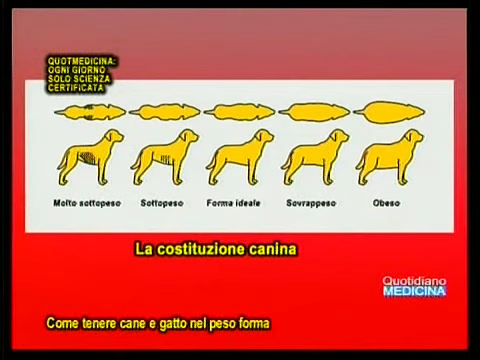 QUOTMEDICINA:
OGNI GIORNO
SOLO SCIENZA
CERTIFICATA
Molto sottopeso
Sottopeso
Forma ideale
Sovrappeso
Obeso
La costituzione canina
Quotidiano
MEDICINA
Come tenere cane e gatto nel peso forma